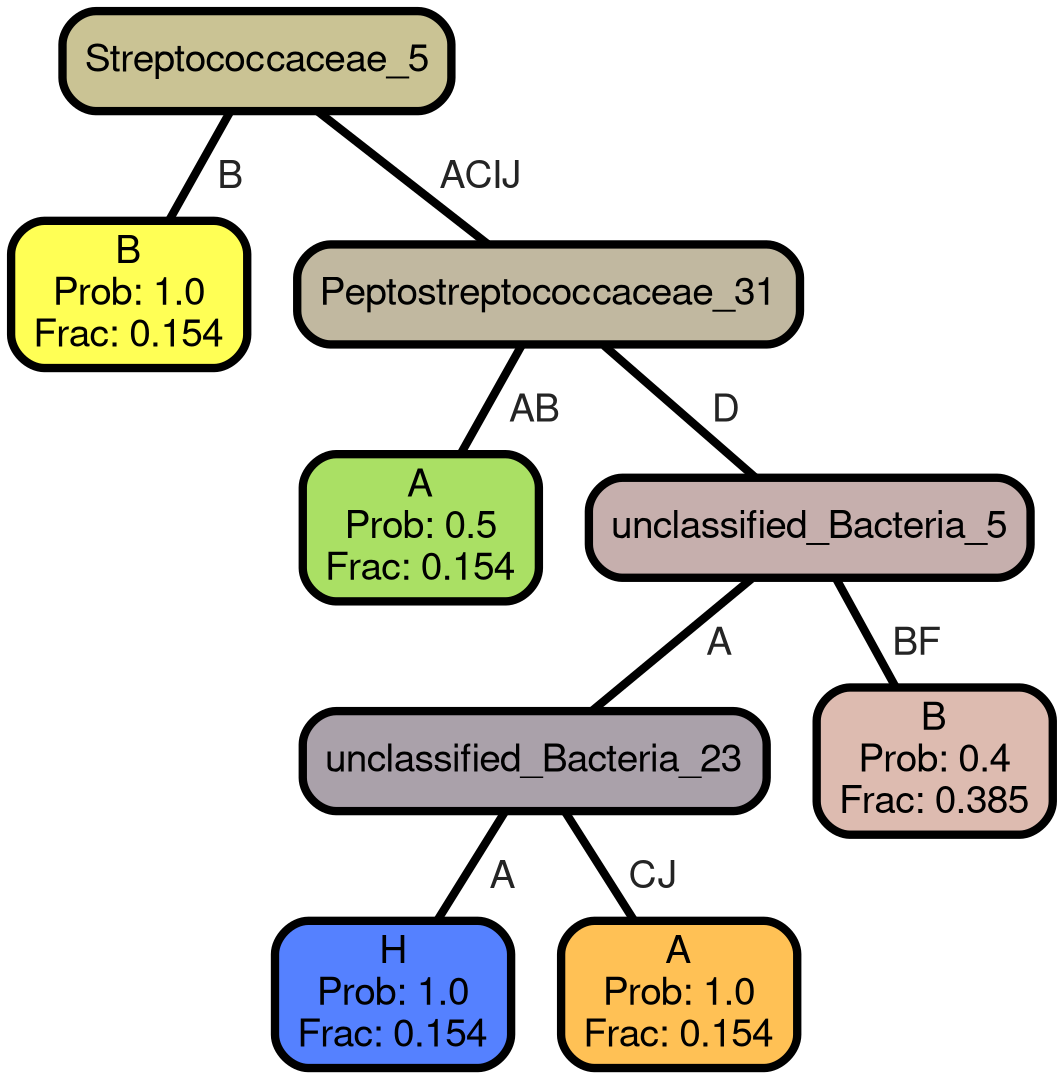 Streptococcaceae_5
B
ACIJ
B
Prob: 1.0
Frac: 0.154
Peptostreptococcaceae_31
AB
D
A
Prob: 0.5
Frac: 0.154
unclassified_Bacteria_5
A
BF
unclassified_Bacteria_23
B
Prob: 0.4
Frac: 0.385
A
CJ
H
Prob: 1.0
Frac: 0.154
A
Prob: 1.0
Frac: 0.154